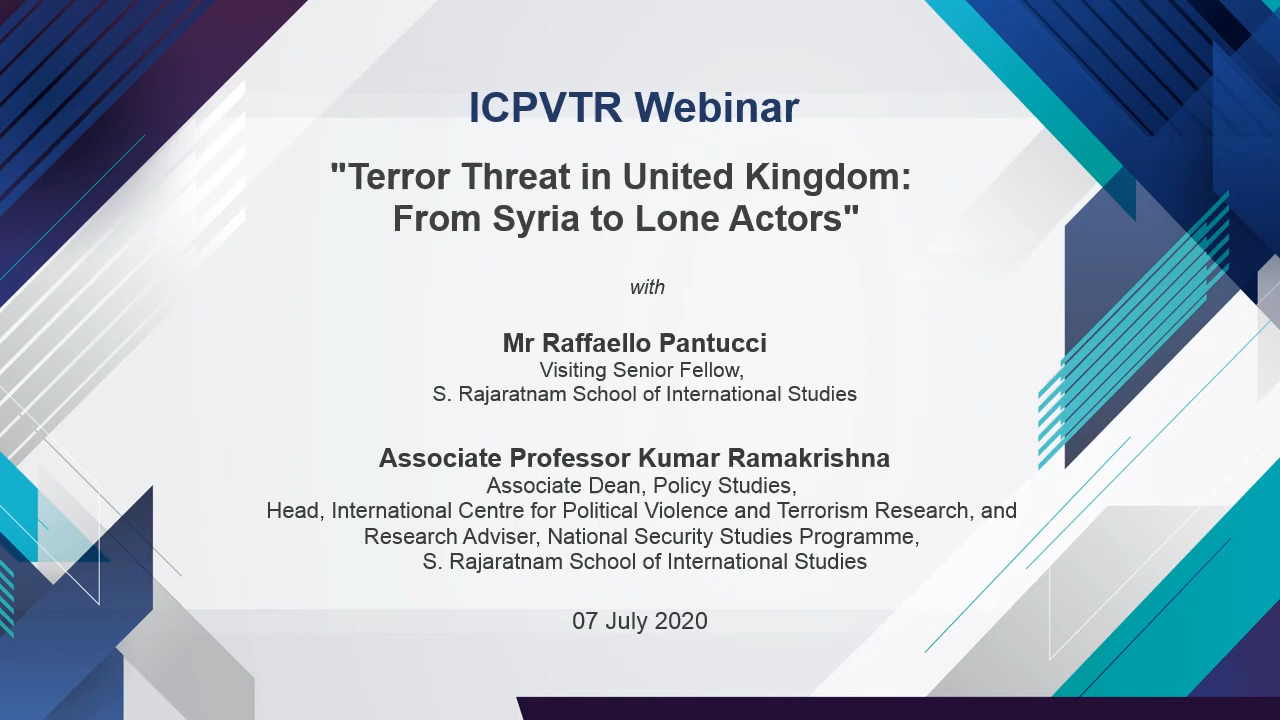 ICPVTR Webinar
"Terror Threat in United Kingdom:
From Syria to Lone Actors"
with
Mr Raffaello Pantucci
Visiting Senior Fellow,
S. Rajaratnam School of International Studies
Associate Professor Kumar Ramakrishna
Associate Dean, Policy Studies,
Head, International Centre for Political Violence and Terrorism Research, and
Research Adviser, National Security Studies Programme,
S. Rajaratnam School of International Studies
07 July 2020